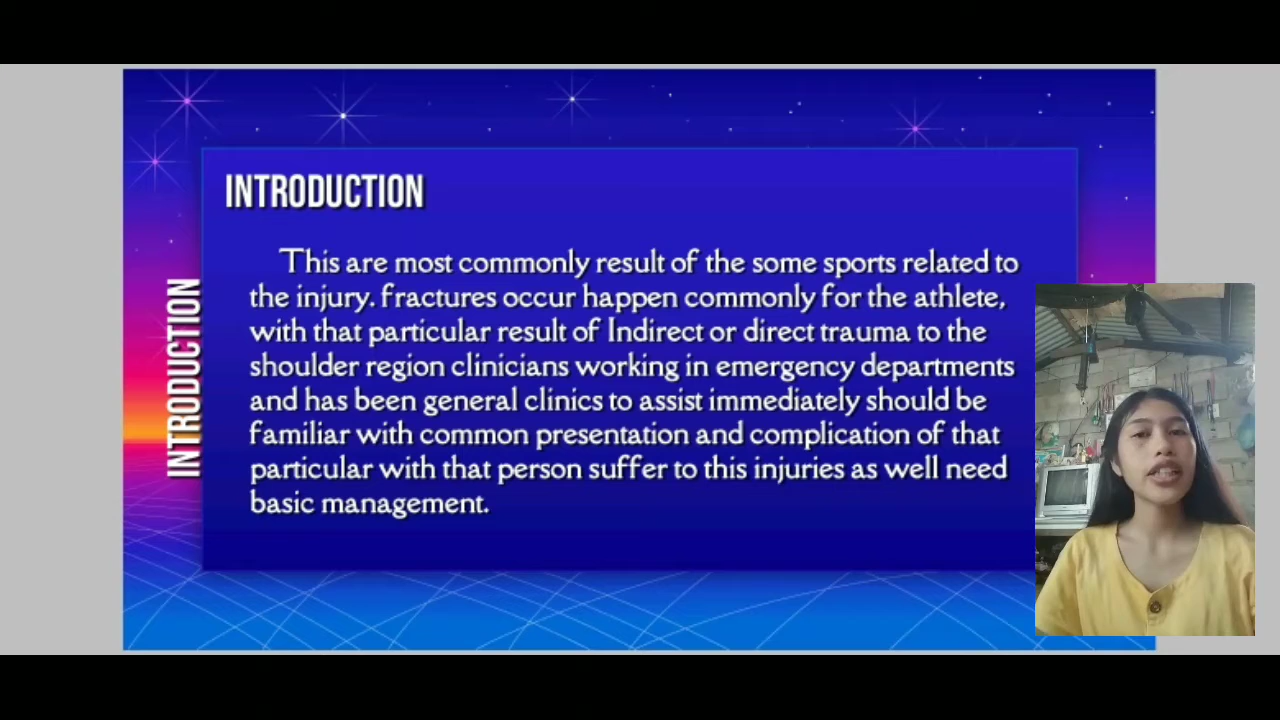 INTRODUCTION
INTRODUCTION
This are most commonly result of the some sports related to
the injury. fractures occur happen commonly for the athlete,
with that particular result of Indirect or direct trauma to the
shoulder region clinicians working in emergency departments
and has been general clinics to assist immediately should be
familiar with common presentation and complication of that
particular with that person suffer to this injuries as well need
basic management.